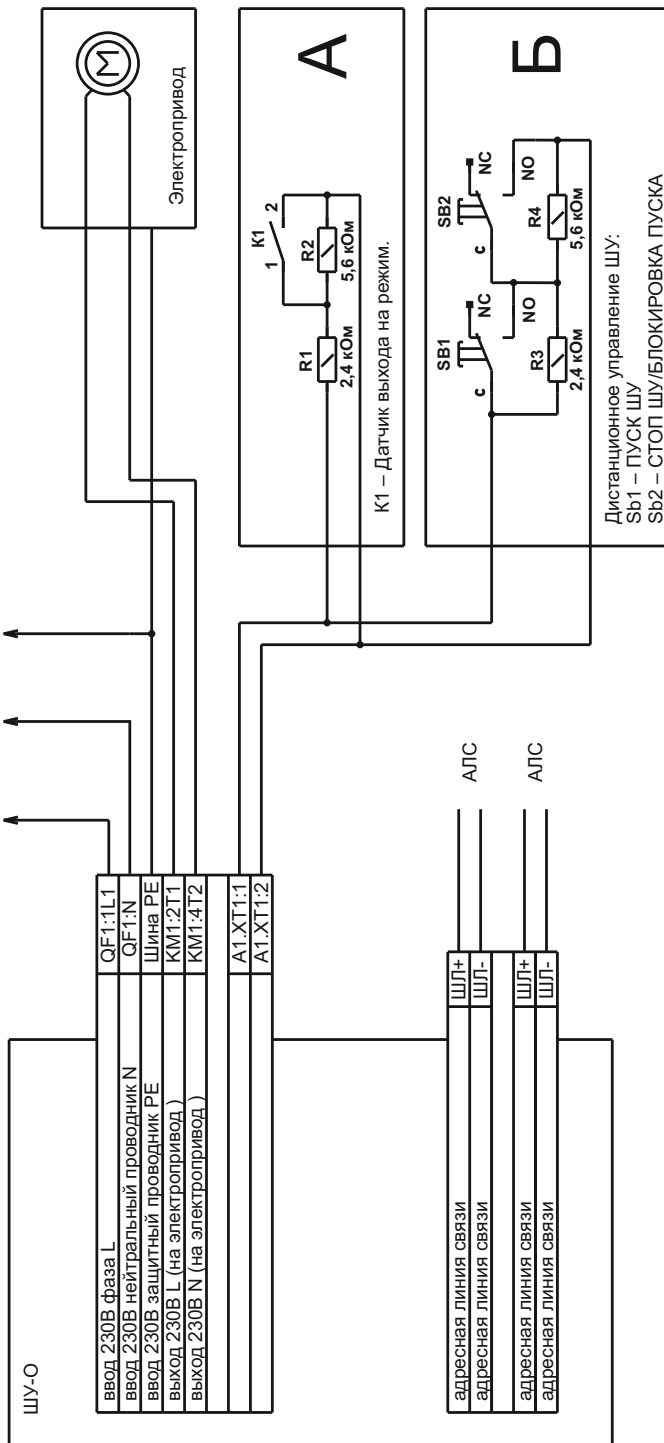 ШУ-О
ввод 230В фаза L QF1:1L1
ввод 230В нейтральный проводник N QF1:N
ввод 230В защитный проводник PE Шина PE
выход 230В L (на электропривод ) KM1:2T1
выход 230В N (на электропривод ) KM1:4T2
A1.XT1:1
A1.XT1:2
адресная линия связи ШЛ+
адресная линия связи ШЛ-
адресная линия связи ШЛ+
адресная линия связи ШЛ-
АЛС
АЛС
M
Электропривод
А
К1
1 2
R1
2,4 кОм
R2
5,6 кОм
К1 – Датчик выхода на режим.
Б
SB1
c
NC
NO
SB2
c
NC
NO
R3
2,4 кОм
R4
5,6 кОм
Дистанционное управление ШУ:
Sb1 – ПУСК ШУ
Sb2 – СТОП ШУ/БЛОКИРОВКА ПУСКА